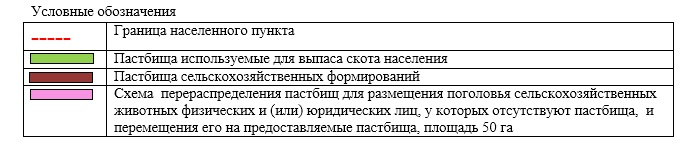 Условные обозначения
Граница населенного пункта
Пастбища используемые для выпаса скота населения
Пастбища сельскохозяйственных формирований
Схема перераспределения пастбищ для размещения поголовья сельскохозяйственных
животных физических и (или) юридических лиц, у которых отсутствуют пастбища, и
перемещения его на предоставляемые пастбища, площадь 50 га